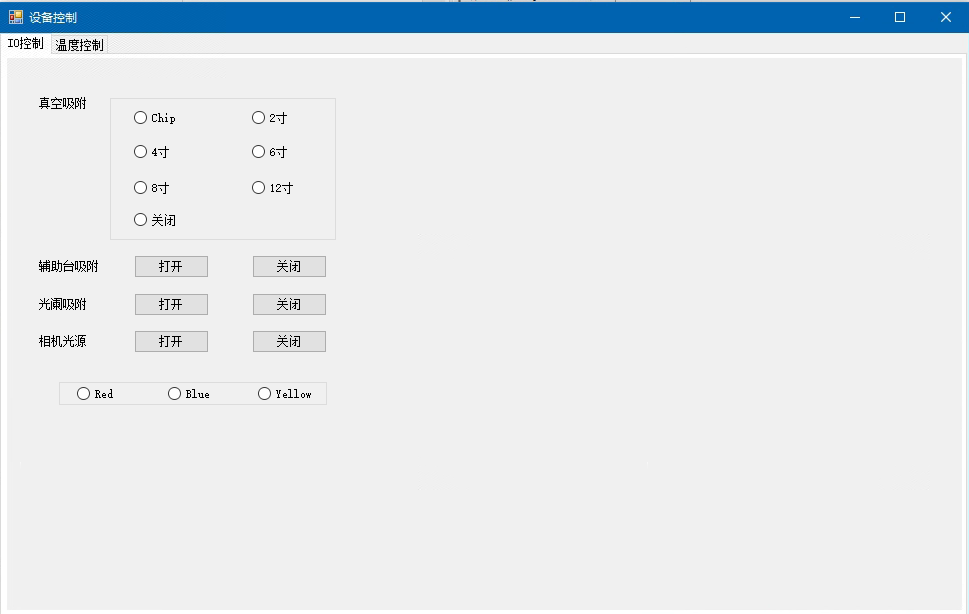 设备控制
IO控制 温度控制
真空吸附
Chip 2寸
4寸 6寸
8寸 12寸
关闭
辅助台吸附 打开 关闭
光阑吸附 打开 关闭
相机光源 打开 关闭
Red Blue Yellow